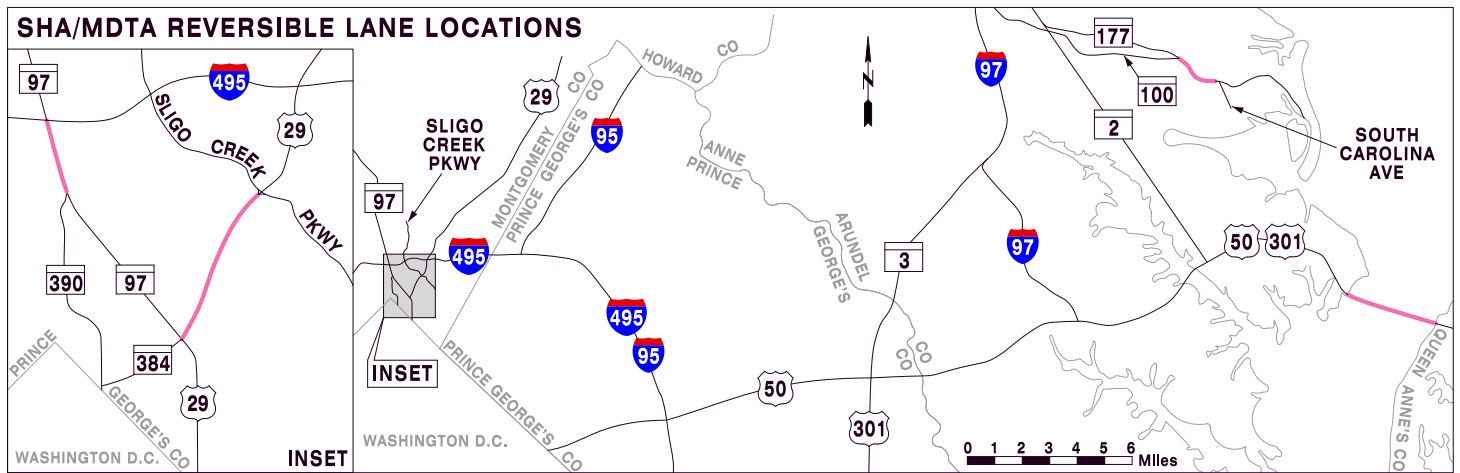 SHA/MDTA REVERSIBLE LANE LOCATIONS
97
495
29
SLIGO
CREEK
PKWY
390
97
384
29
PRINCE
GEORGE'S CO
WASHINGTON D.C.
INSET
SLIGO
CREEK
PKWY
97
29
95
495
MONTGOMERY CO
PRINCE GEORGE'S CO
HOWARD CO
INSET
495
95
PRINCE GEORGE'S CO
WASHINGTON D.C.
50
N
ANNE
PRINCE
ARUNDEL
GEORGE'S
CO
CO
97
3
97
301
177
100
2
SOUTH
CAROLINA
AVE
50
301
QUEEN ANNE'S CO
0 1 2 3 4 5 6 Miles